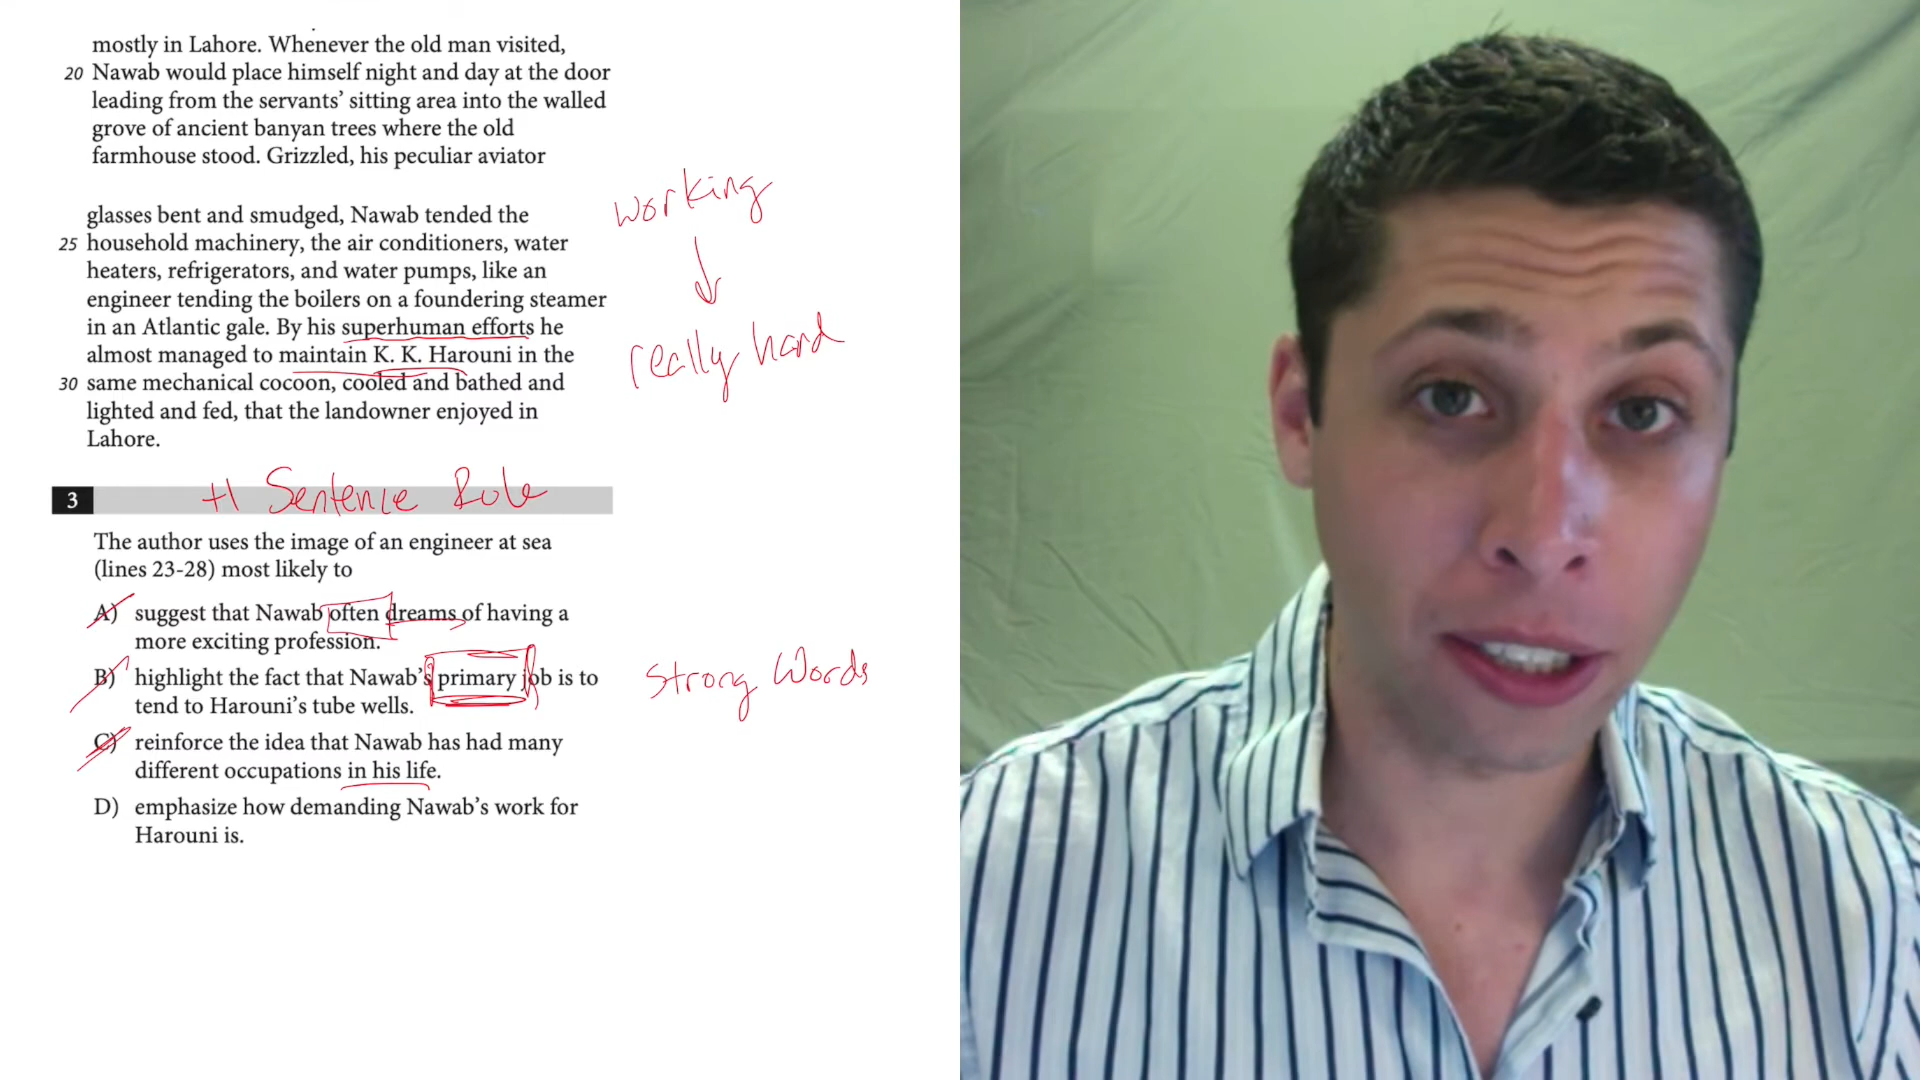 mostly in Lahore. Whenever the old man visited,
20 Nawab would place himself night and day at the door
leading from the servants’ sitting area into the walled
grove of ancient banyan trees where the old
farmhouse stood. Grizzled, his peculiar aviator
glasses bent and smudged, Nawab tended the
25 household machinery, the air conditioners, water
heaters, refrigerators, and water pumps, like an
engineer tending the boilers on a foundering steamer
in an Atlantic gale. By his superhuman efforts he
almost managed to maintain K. K. Harouni in the
30 same mechanical cocoon, cooled and bathed and
lighted and fed, that the landowner enjoyed in
Lahore.
working
really hard
3 +1 Sentence Role
The author uses the image of an engineer at sea
(lines 23-28) most likely to
A) suggest that Nawab often dreams of having a
more exciting profession.
B) highlight the fact that Nawab’s primary job is to
tend to Harouni’s tube wells.
Strong Words
C) reinforce the idea that Nawab has had many
different occupations in his life.
D) emphasize how demanding Nawab’s work for
Harouni is.